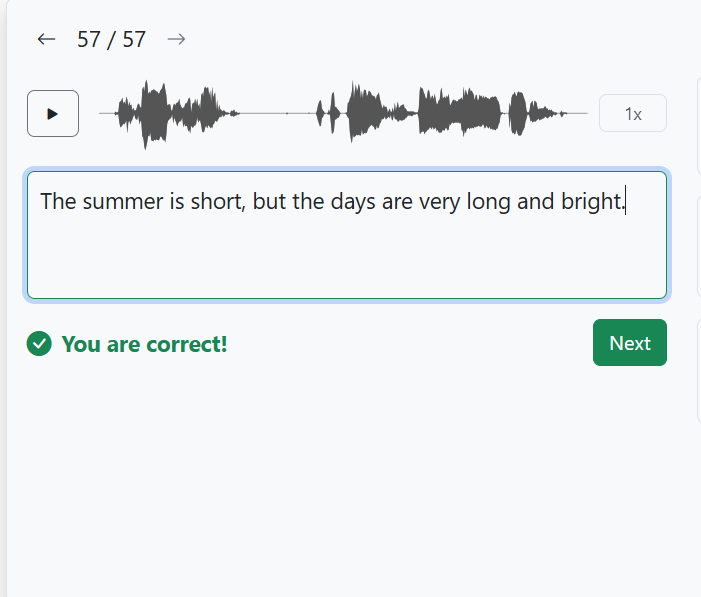 57 / 57
1x
The summer is short, but the days are very long and bright.
You are correct!
Next